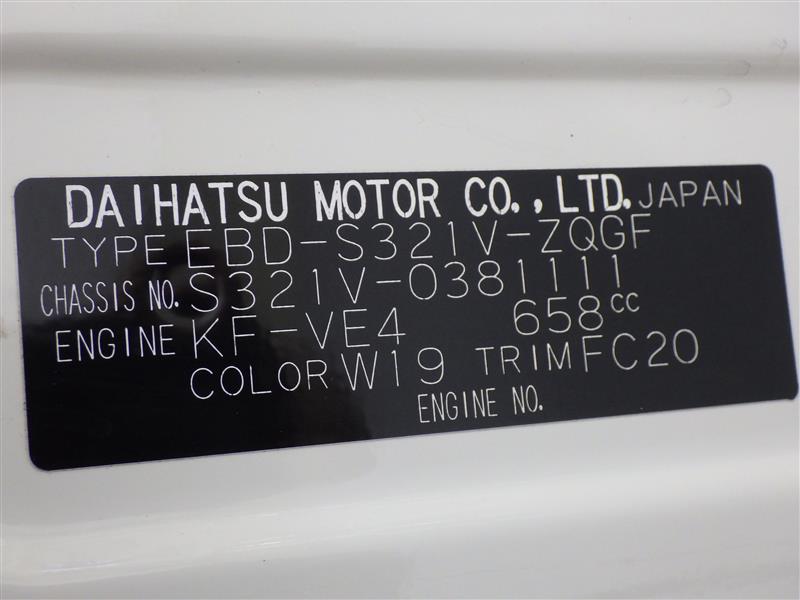 DAIHATSU MOTOR CO., LTD. JAPAN
TYPE EBD-S321V-ZQGF
CHASSIS NO. S321V-0381111
ENGINE KF-VE4 658cc
COLOR W19 TRIM FC20
ENGINE NO.